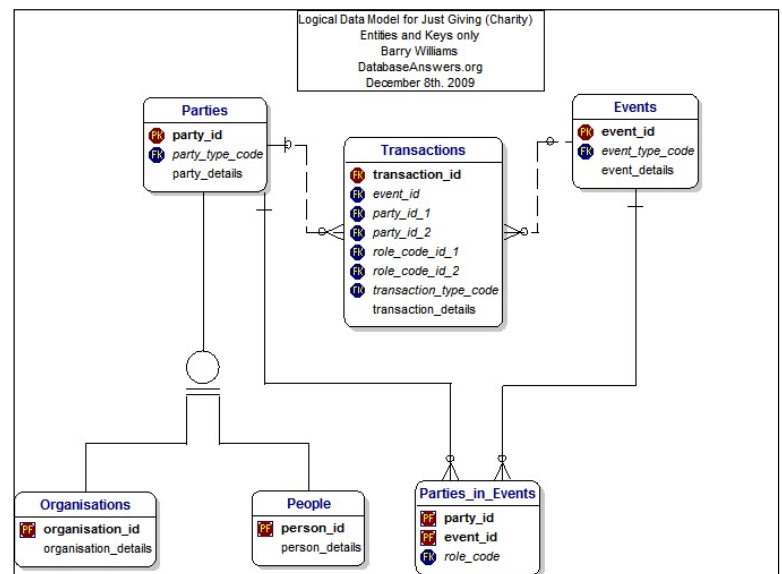 Logical Data Model for Just Giving (Charity)
Entities and Keys only
Barry Williams
DatabaseAnswers.org
December 8th. 2009
Parties
PK party_id
FK party_type_code
party_details
Transactions
FK transaction_id
FK event_id
FK party_id_1
FK party_id_2
FK role_code_id_1
FK role_code_id_2
FK transaction_type_code
transaction_details
Events
PK event_id
FK event_type_code
event_details
Organisations
PF organisation_id
organisation_details
People
PF person_id
person_details
Parties_in_Events
PF party_id
PF event_id
FK role_code